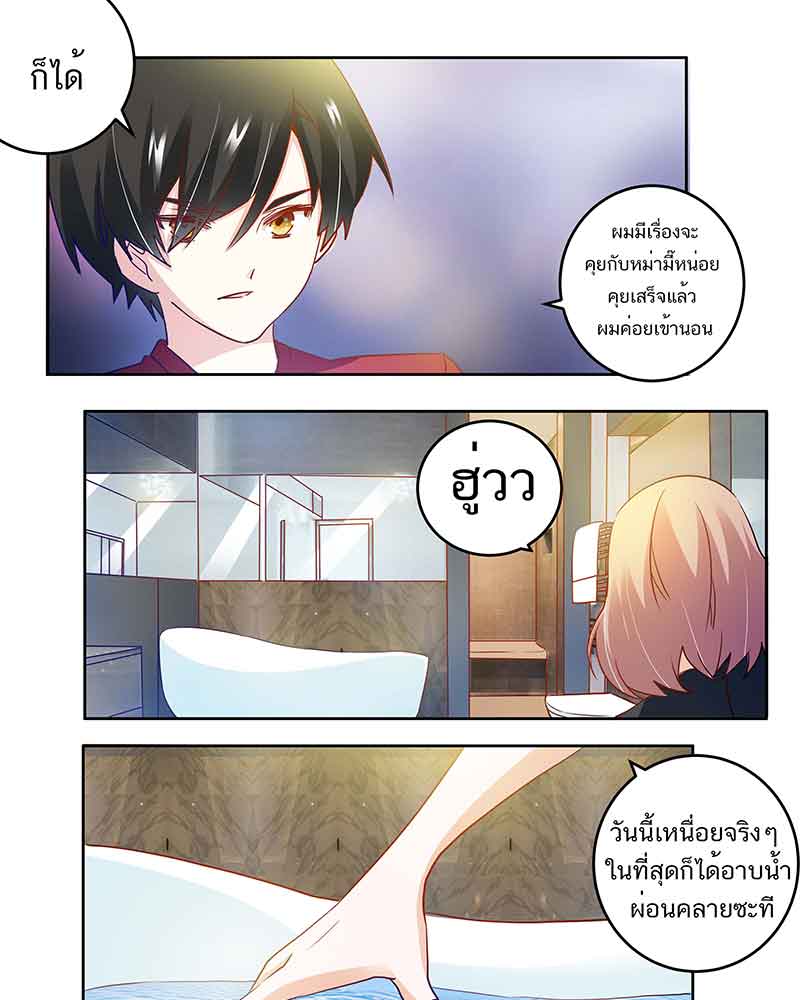 ก็ได้
ผมมีเรื่องจะ
คุยกับหม่ามี๊หน่อย
คุยเสร็จแล้ว
ผมค่อยเข้านอน
ฮู่วว
วันนี้เหนื่อยจริงๆ
ในที่สุดก็ได้อาบน้ำ
ผ่อนคลายซะที